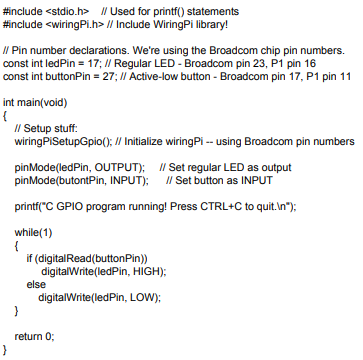 #include <stdio.h>   // Used for printf() statements
#include <wiringPi.h> // Include WiringPi library!

// Pin number declarations. We're using the Broadcom chip pin numbers.
const int ledPin = 17; // Regular LED - Broadcom pin 23, P1 pin 16
const int buttonPin = 27; // Active-low button - Broadcom pin 17, P1 pin 11

int main(void)
{
    // Setup stuff:
    wiringPiSetupGpio(); // Initialize wiringPi -- using Broadcom pin numbers

    pinMode(ledPin, OUTPUT);     // Set regular LED as output
    pinMode(butontPin, INPUT);     // Set button as INPUT

    printf("C GPIO program running! Press CTRL+C to quit.\n");

    while(1)
    {
        if (digitalRead(buttonPin))
            digitalWrite(ledPin, HIGH);
        else
            digitalWrite(ledPin, LOW);
    }

    return 0;
}